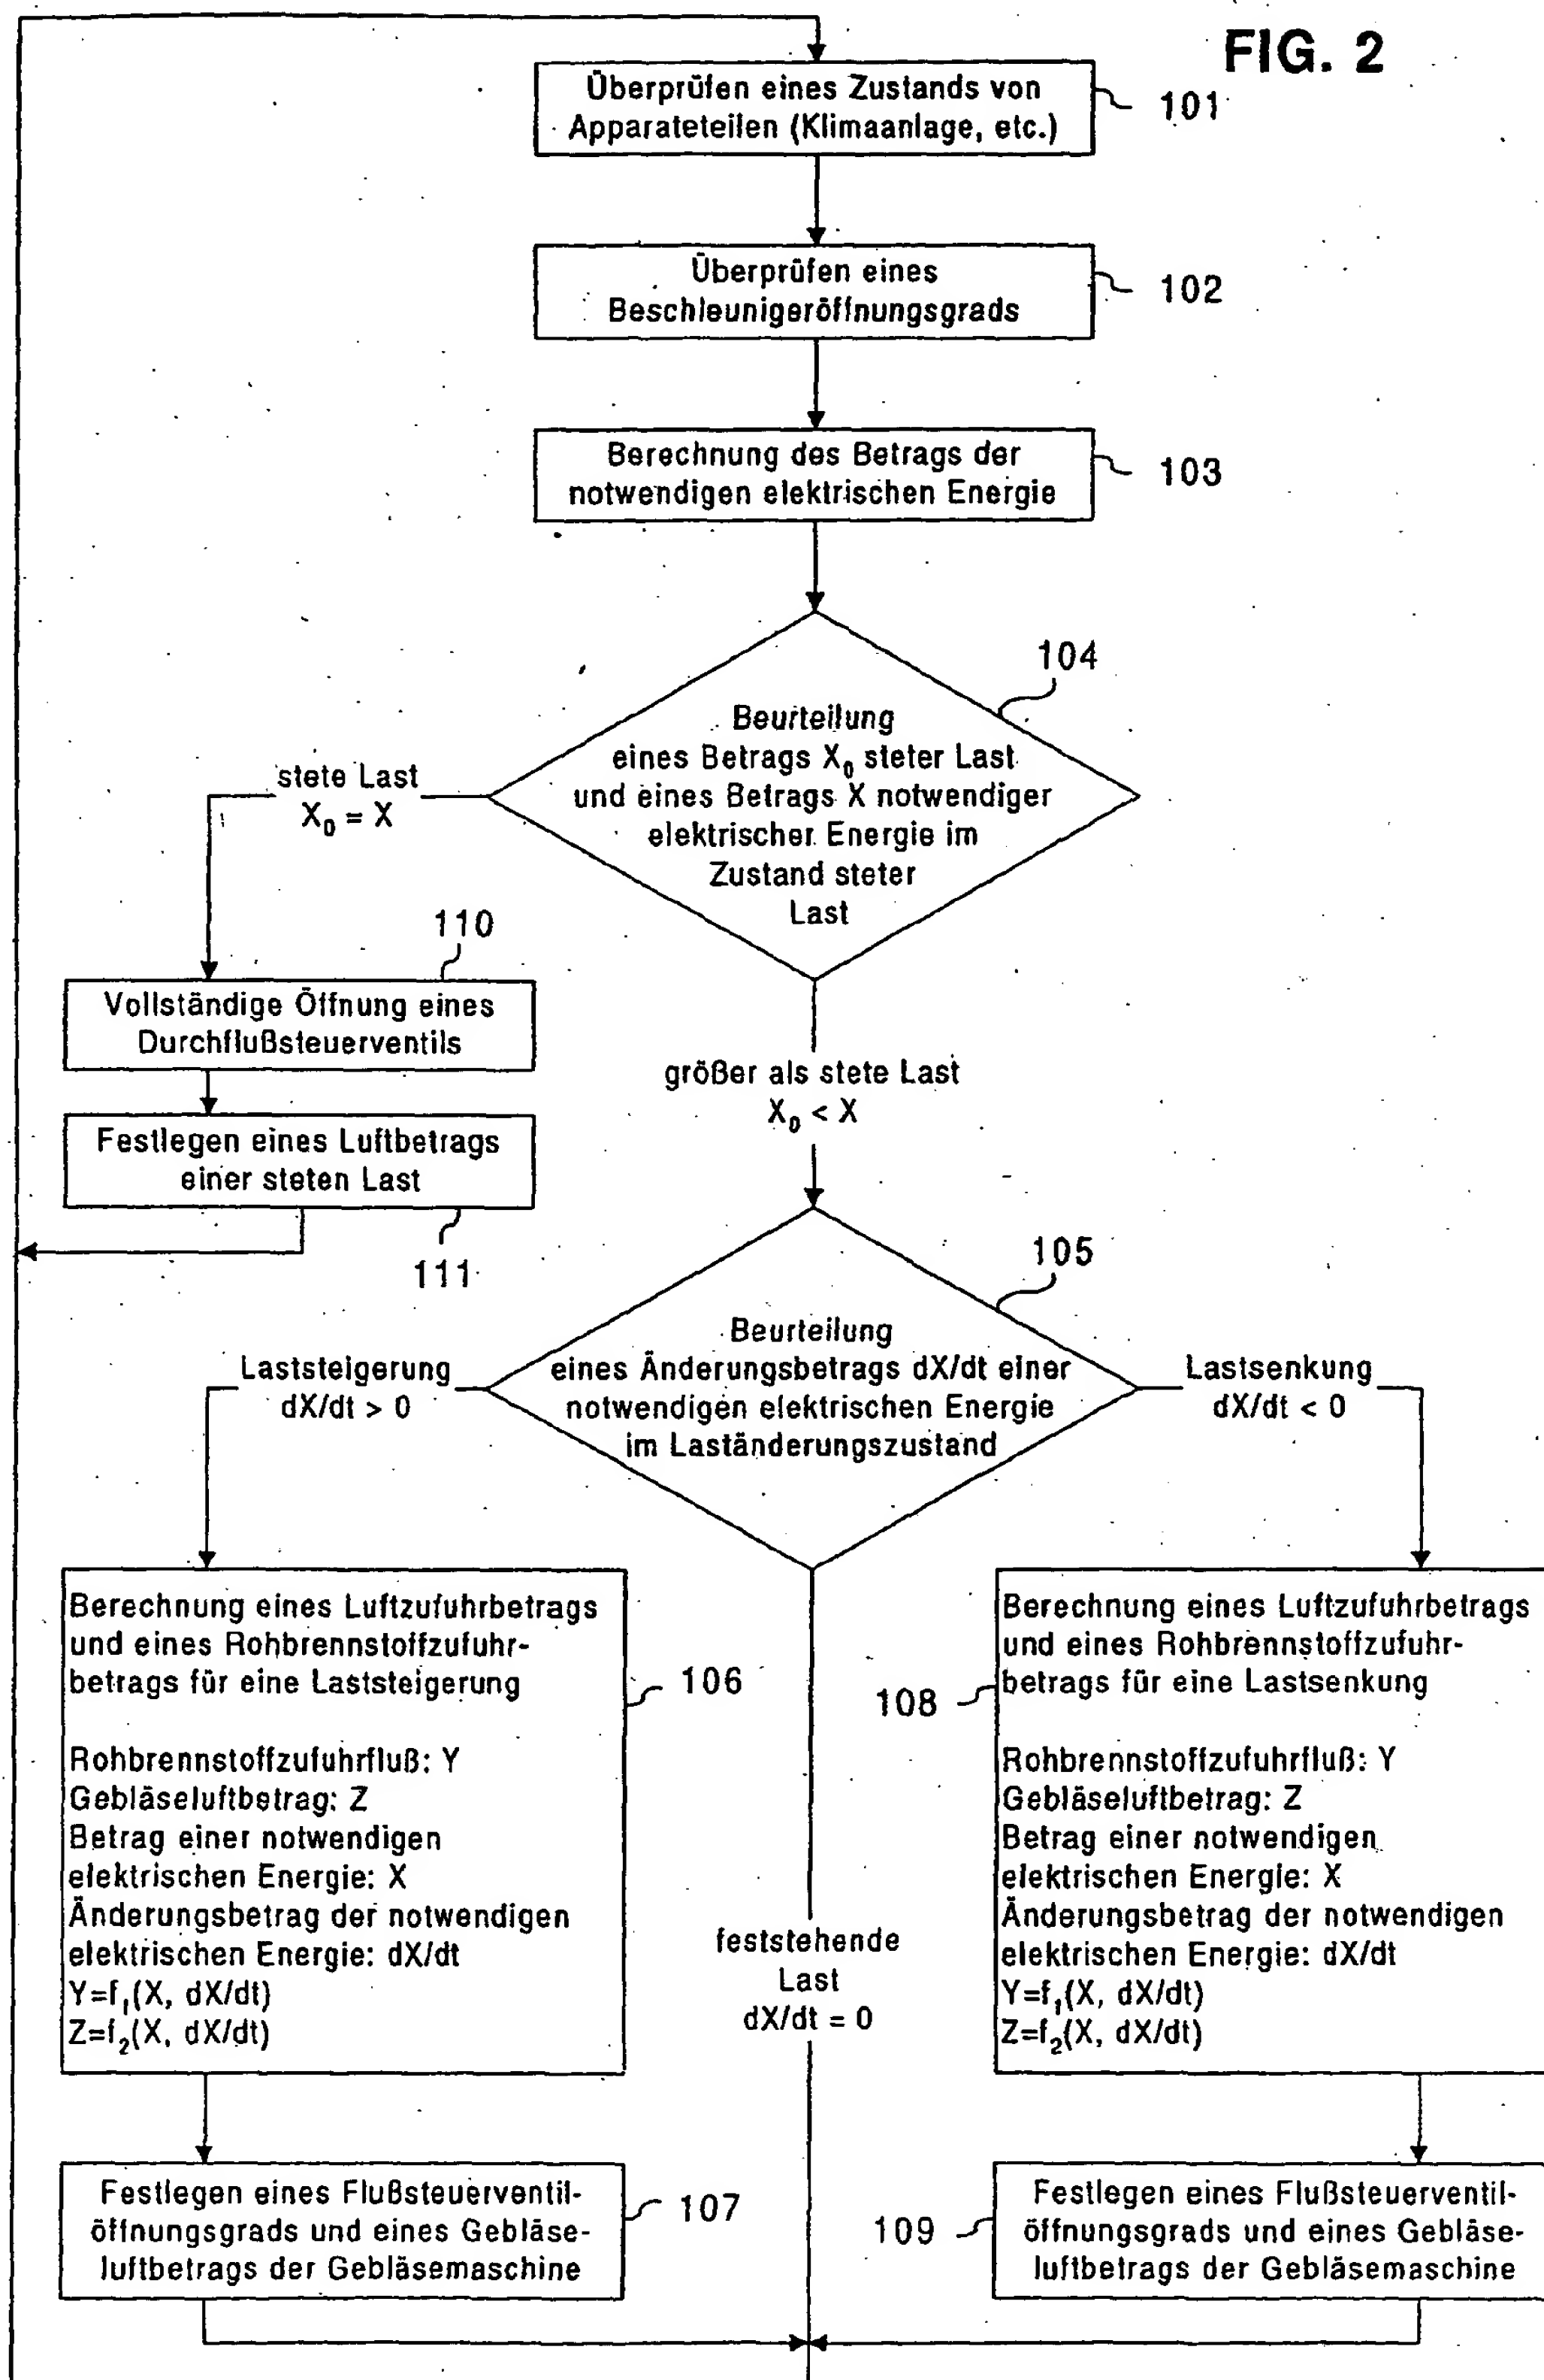 FIG. 2
Überprüfen eines Zustands von
Apparateteilen (Klimaanlage, etc.)
101
Überprüfen eines
Beschleunigeröffnungsgrads
102
Berechnung des Betrags der
notwendigen elektrischen Energie
103
104
Beurteilung
eines Betrags X₀ steter Last
und eines Betrags X notwendiger
elektrischer Energie im
Zustand steter
Last
stete Last
X₀ = X
110
Vollständige Öffnung eines
Durchflußsteuerventils
größer als stete Last
X₀ < X
Festlegen eines Luftbetrags
einer steten Last
111
105
Beurteilung
eines Änderungsbetrags dX/dt einer
notwendigen elektrischen Energie
im Laständerungszustand
Laststeigerung
dX/dt > 0
Lastsenkung
dX/dt < 0
Berechnung eines Luftzufuhrbetrags
und eines Rohbrennstoffzufuhr-
betrags für eine Laststeigerung
Rohbrennstoffzufuhrfluß: Y
Gebläseluftbetrag: Z
Betrag einer notwendigen
elektrischen Energie: X
Änderungsbetrag der notwendigen
elektrischen Energie: dX/dt
Y=f₁(X, dX/dt)
Z=f₂(X, dX/dt)
106
feststehende
Last
dX/dt = 0
108
Berechnung eines Luftzufuhrbetrags
und eines Rohbrennstoffzufuhr-
betrags für eine Lastsenkung
Rohbrennstoffzufuhrfluß: Y
Gebläseluftbetrag: Z
Betrag einer notwendigen
elektrischen Energie: X
Änderungsbetrag der notwendigen
elektrischen Energie: dX/dt
Y=f₁(X, dX/dt)
Z=f₂(X, dX/dt)
Festlegen eines Flußsteuerventil-
öffnungsgrads und eines Gebläse-
luftbetrags der Gebläsemaschine
107
109
Festlegen eines Flußsteuerventil-
öffnungsgrads und eines Gebläse-
luftbetrags der Gebläsemaschine